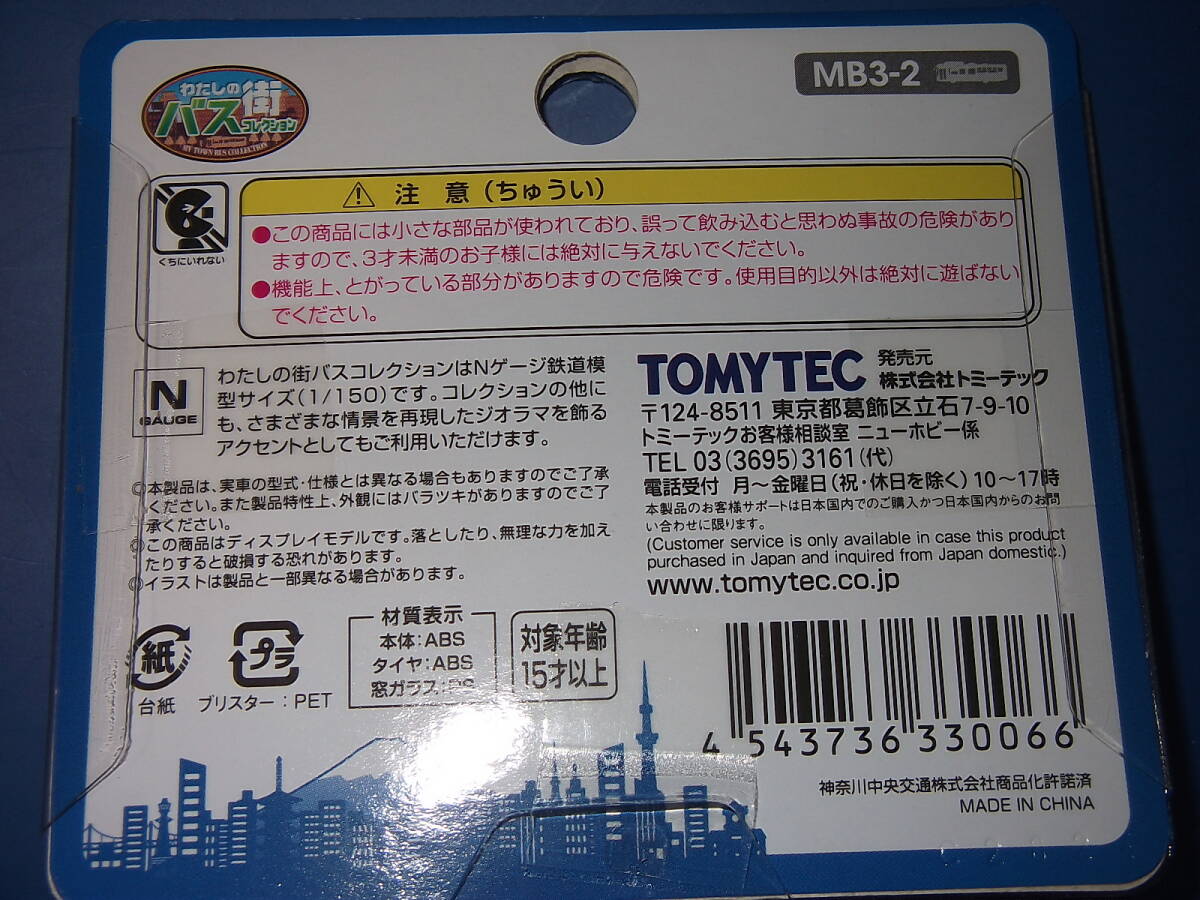 わたしの
街
バス
コレクション
MY TOWN BUS COLLECTION
MB3-2
注 意 (ちゅうい)
くちにいれない
●この商品には小さな部品が使われており、誤って飲み込むと思わぬ事故の危険があり
ますので、3才未満のお子様には絶対に与えないでください。
●機能上、とがっている部分がありますので危険です。使用目的以外は絶対に遊ばない
でください。
N
GAUGE
わたしの街バスコレクションはNゲージ鉄道模
型サイズ(1/150)です。コレクションの他に
も、さまざまな情景を再現したジオラマを飾る
アクセントとしてもご利用いただけます。
◎本製品は、実車の型式・仕様とは異なる場合もありますのでご了承
ください。また製品特性上、外観にはバラツキがありますのでご了
承ください。
◎この商品はディスプレイモデルです。落としたり、無理な力を加え
たりすると破損する恐れがあります。
◎イラストは製品と一部異なる場合があります。
TOMYTEC
発売元
株式会社トミーテック
〒124-8511 東京都葛飾区立石7-9-10
トミーテックお客様相談室 ニューホビー係
TEL 03(3695)3161(代)
電話受付 月〜金曜日(祝・休日を除く)10〜17時
本製品のお客様サポートは日本国内でのご購入かつ日本国内からのお問
い合わせに限ります。
(Customer service is only available in case this product
purchased in Japan and inquired from Japan domestic.)
www.tomytec.co.jp
紙
台紙
プラ
ブリスター：PET
材質表示
本体：ABS
タイヤ：ABS
窓ガラス：PS
対象年齢
15才以上
4 543736 330066
神奈川中央交通株式会社商品化許諾済
MADE IN CHINA